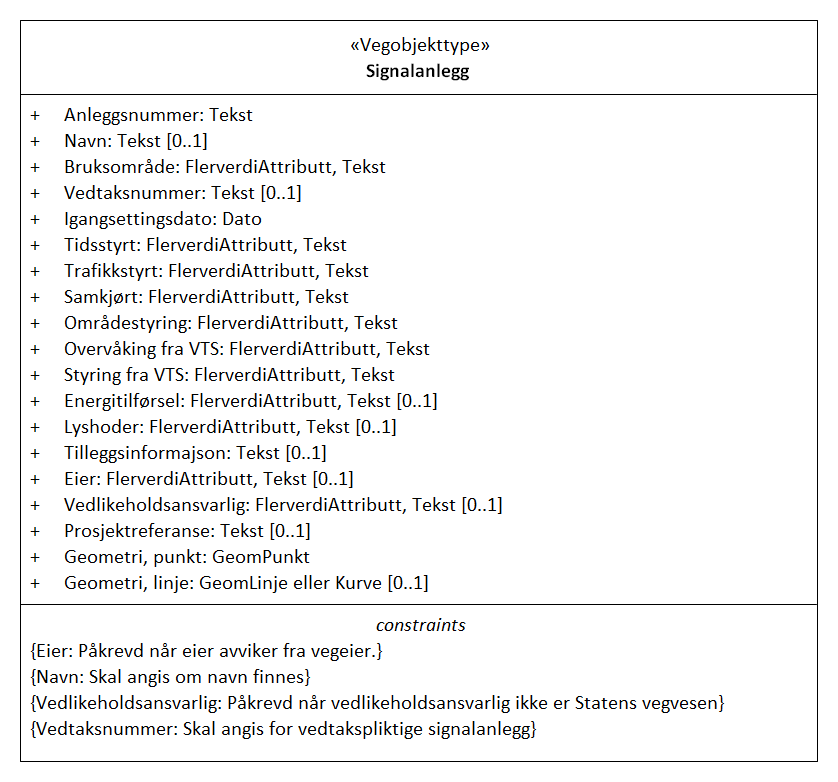 «Vegobjekttype»
Signalanlegg
+ Anleggsnummer: Tekst
+ Navn: Tekst [0..1]
+ Bruksområde: FlerverdiAttributt, Tekst
+ Vedtaksnummer: Tekst [0..1]
+ Igangsettingsdato: Dato
+ Tidsstyrt: FlerverdiAttributt, Tekst
+ Trafikkstyrt: FlerverdiAttributt, Tekst
+ Samkjørt: FlerverdiAttributt, Tekst
+ Områdestyring: FlerverdiAttributt, Tekst
+ Overvåking fra VTS: FlerverdiAttributt, Tekst
+ Styring fra VTS: FlerverdiAttributt, Tekst
+ Energitilførsel: FlerverdiAttributt, Tekst [0..1]
+ Lyshoder: FlerverdiAttributt, Tekst [0..1]
+ Tilleggsinformajson: Tekst [0..1]
+ Eier: FlerverdiAttributt, Tekst [0..1]
+ Vedlikeholdsansvarlig: FlerverdiAttributt, Tekst [0..1]
+ Prosjektreferanse: Tekst [0..1]
+ Geometri, punkt: GeomPunkt
+ Geometri, linje: GeomLinje eller Kurve [0..1]
constraints
{Eier: Påkrevd når eier avviker fra vegeier.}
{Navn: Skal angis om navn finnes}
{Vedlikeholdsansvarlig: Påkrevd når vedlikeholdsansvarlig ikke er Statens vegvesen}
{Vedtaksnummer: Skal angis for vedtakspliktige signalanlegg}